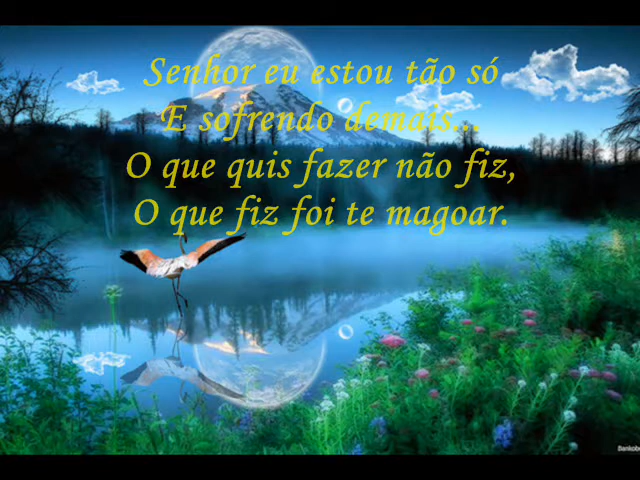 Senhor eu estou tão só
E sofrendo demais...
O que quis fazer não fiz,
O que fiz foi te magoar.